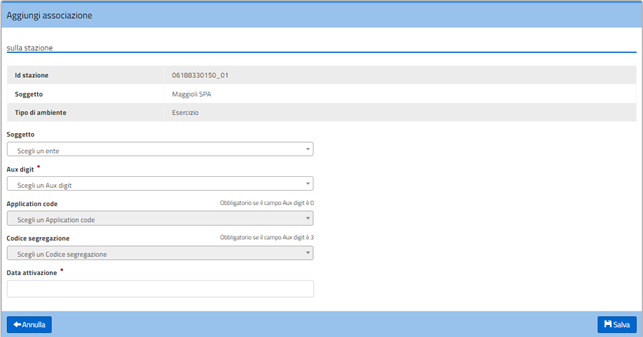 Aggiungi associazione
sulla stazione
Id stazione 06188330150_01
Soggetto Maggioli SPA
Tipo di ambiente Esercizio
Soggetto
Scegli un ente
Aux digit *
Scegli un Aux digit
Application code Obbligatorio se il campo Aux digit è 0
Scegli un Application code
Codice segregazione Obbligatorio se il campo Aux digit è 3
Scegli un Codice segregazione
Data attivazione *
Annulla Salva